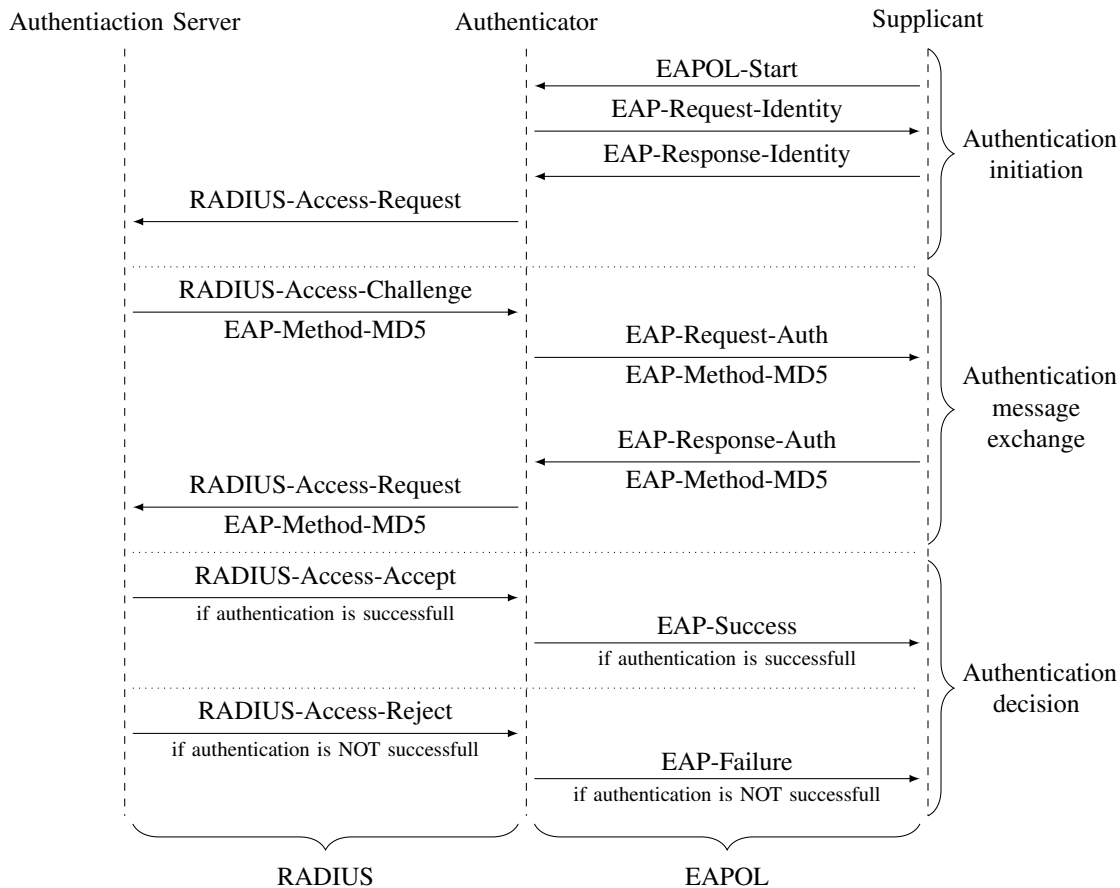 Authentiaction Server
Authenticator
Supplicant
EAPOL-Start
EAP-Request-Identity
EAP-Response-Identity
RADIUS-Access-Request
Authentication
initiation
RADIUS-Access-Challenge
EAP-Method-MD5
EAP-Request-Auth
EAP-Method-MD5
EAP-Response-Auth
EAP-Method-MD5
RADIUS-Access-Request
EAP-Method-MD5
Authentication
message
exchange
RADIUS-Access-Accept
if authentication is successfull
EAP-Success
if authentication is successfull
RADIUS-Access-Reject
if authentication is NOT successfull
EAP-Failure
if authentication is NOT successfull
Authentication
decision
RADIUS
EAPOL